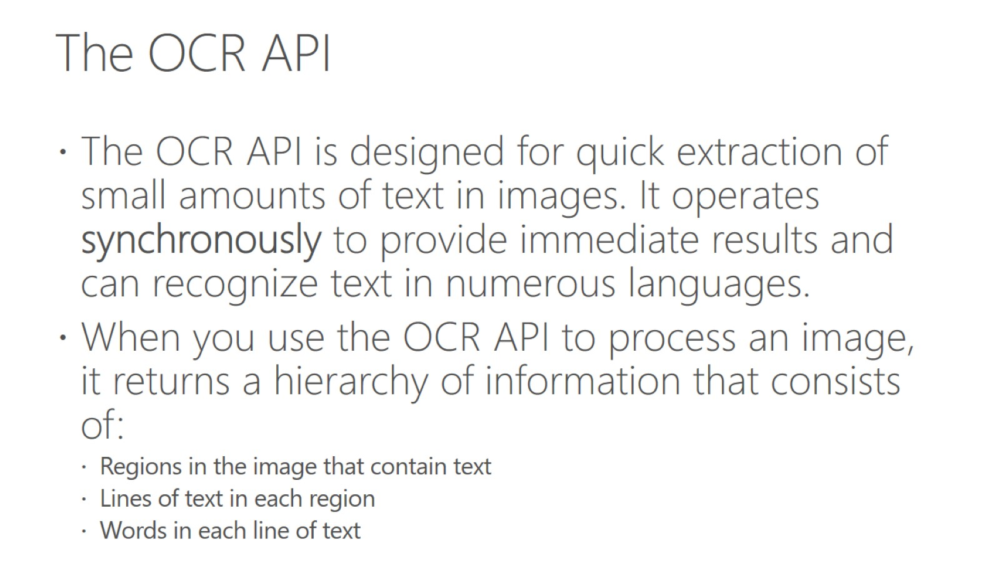 The OCR API
· The OCR API is designed for quick extraction of
small amounts of text in images. It operates
synchronously to provide immediate results and
can recognize text in numerous languages.
· When you use the OCR API to process an image,
it returns a hierarchy of information that consists
of:
· Regions in the image that contain text
· Lines of text in each region
· Words in each line of text